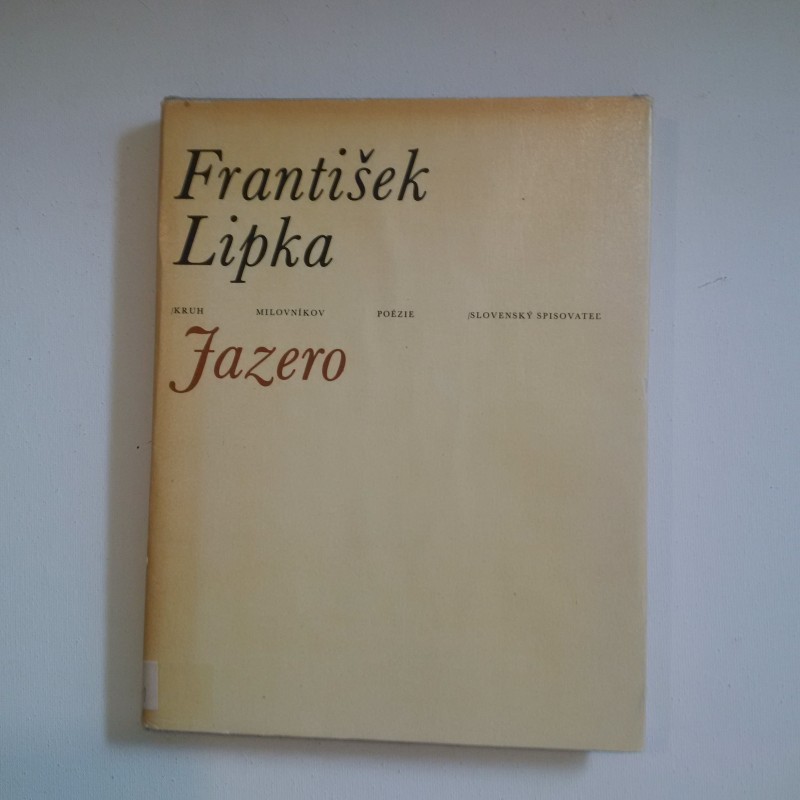 František
Lipka
/KRUH MILOVNÍKOV POÉZIE /SLOVENSKÝ SPISOVATEĽ
Jazero